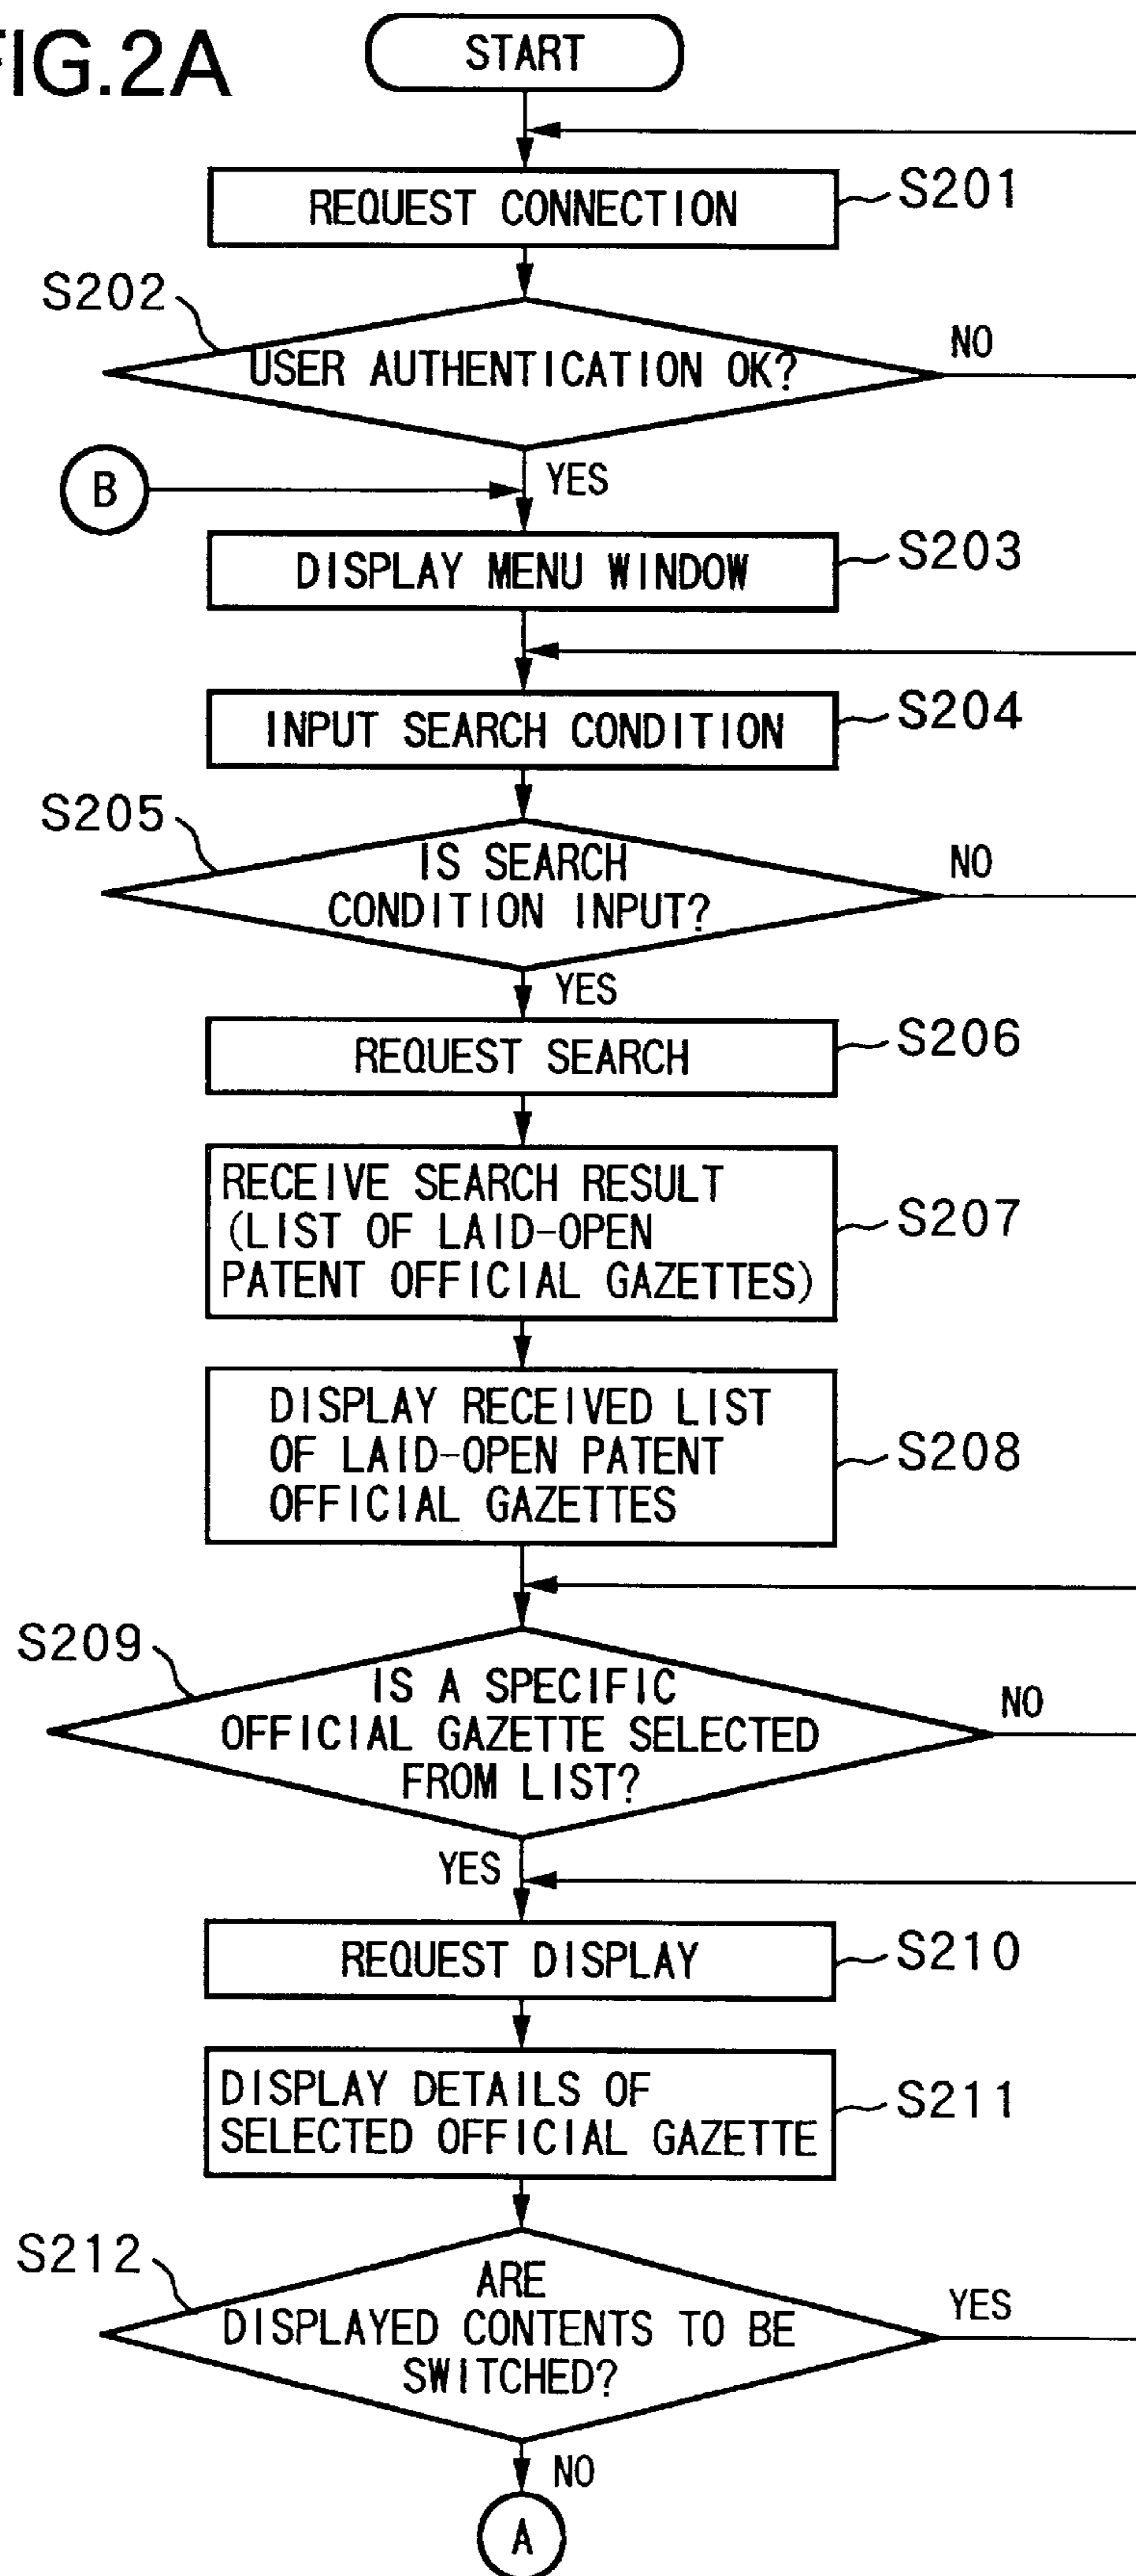 FIG.2A
START
REQUEST CONNECTION
S201
S202
USER AUTHENTICATION OK?
NO
B
YES
DISPLAY MENU WINDOW
S203
INPUT SEARCH CONDITION
S204
S205
IS SEARCH
CONDITION INPUT?
NO
YES
REQUEST SEARCH
S206
RECEIVE SEARCH RESULT
(LIST OF LAID-OPEN
PATENT OFFICIAL GAZETTES)
S207
DISPLAY RECEIVED LIST
OF LAID-OPEN PATENT
OFFICIAL GAZETTES
S208
S209
IS A SPECIFIC
OFFICIAL GAZETTE SELECTED
FROM LIST?
NO
YES
REQUEST DISPLAY
S210
DISPLAY DETAILS OF
SELECTED OFFICIAL GAZETTE
S211
S212
ARE
DISPLAYED CONTENTS TO BE
SWITCHED?
YES
NO
A